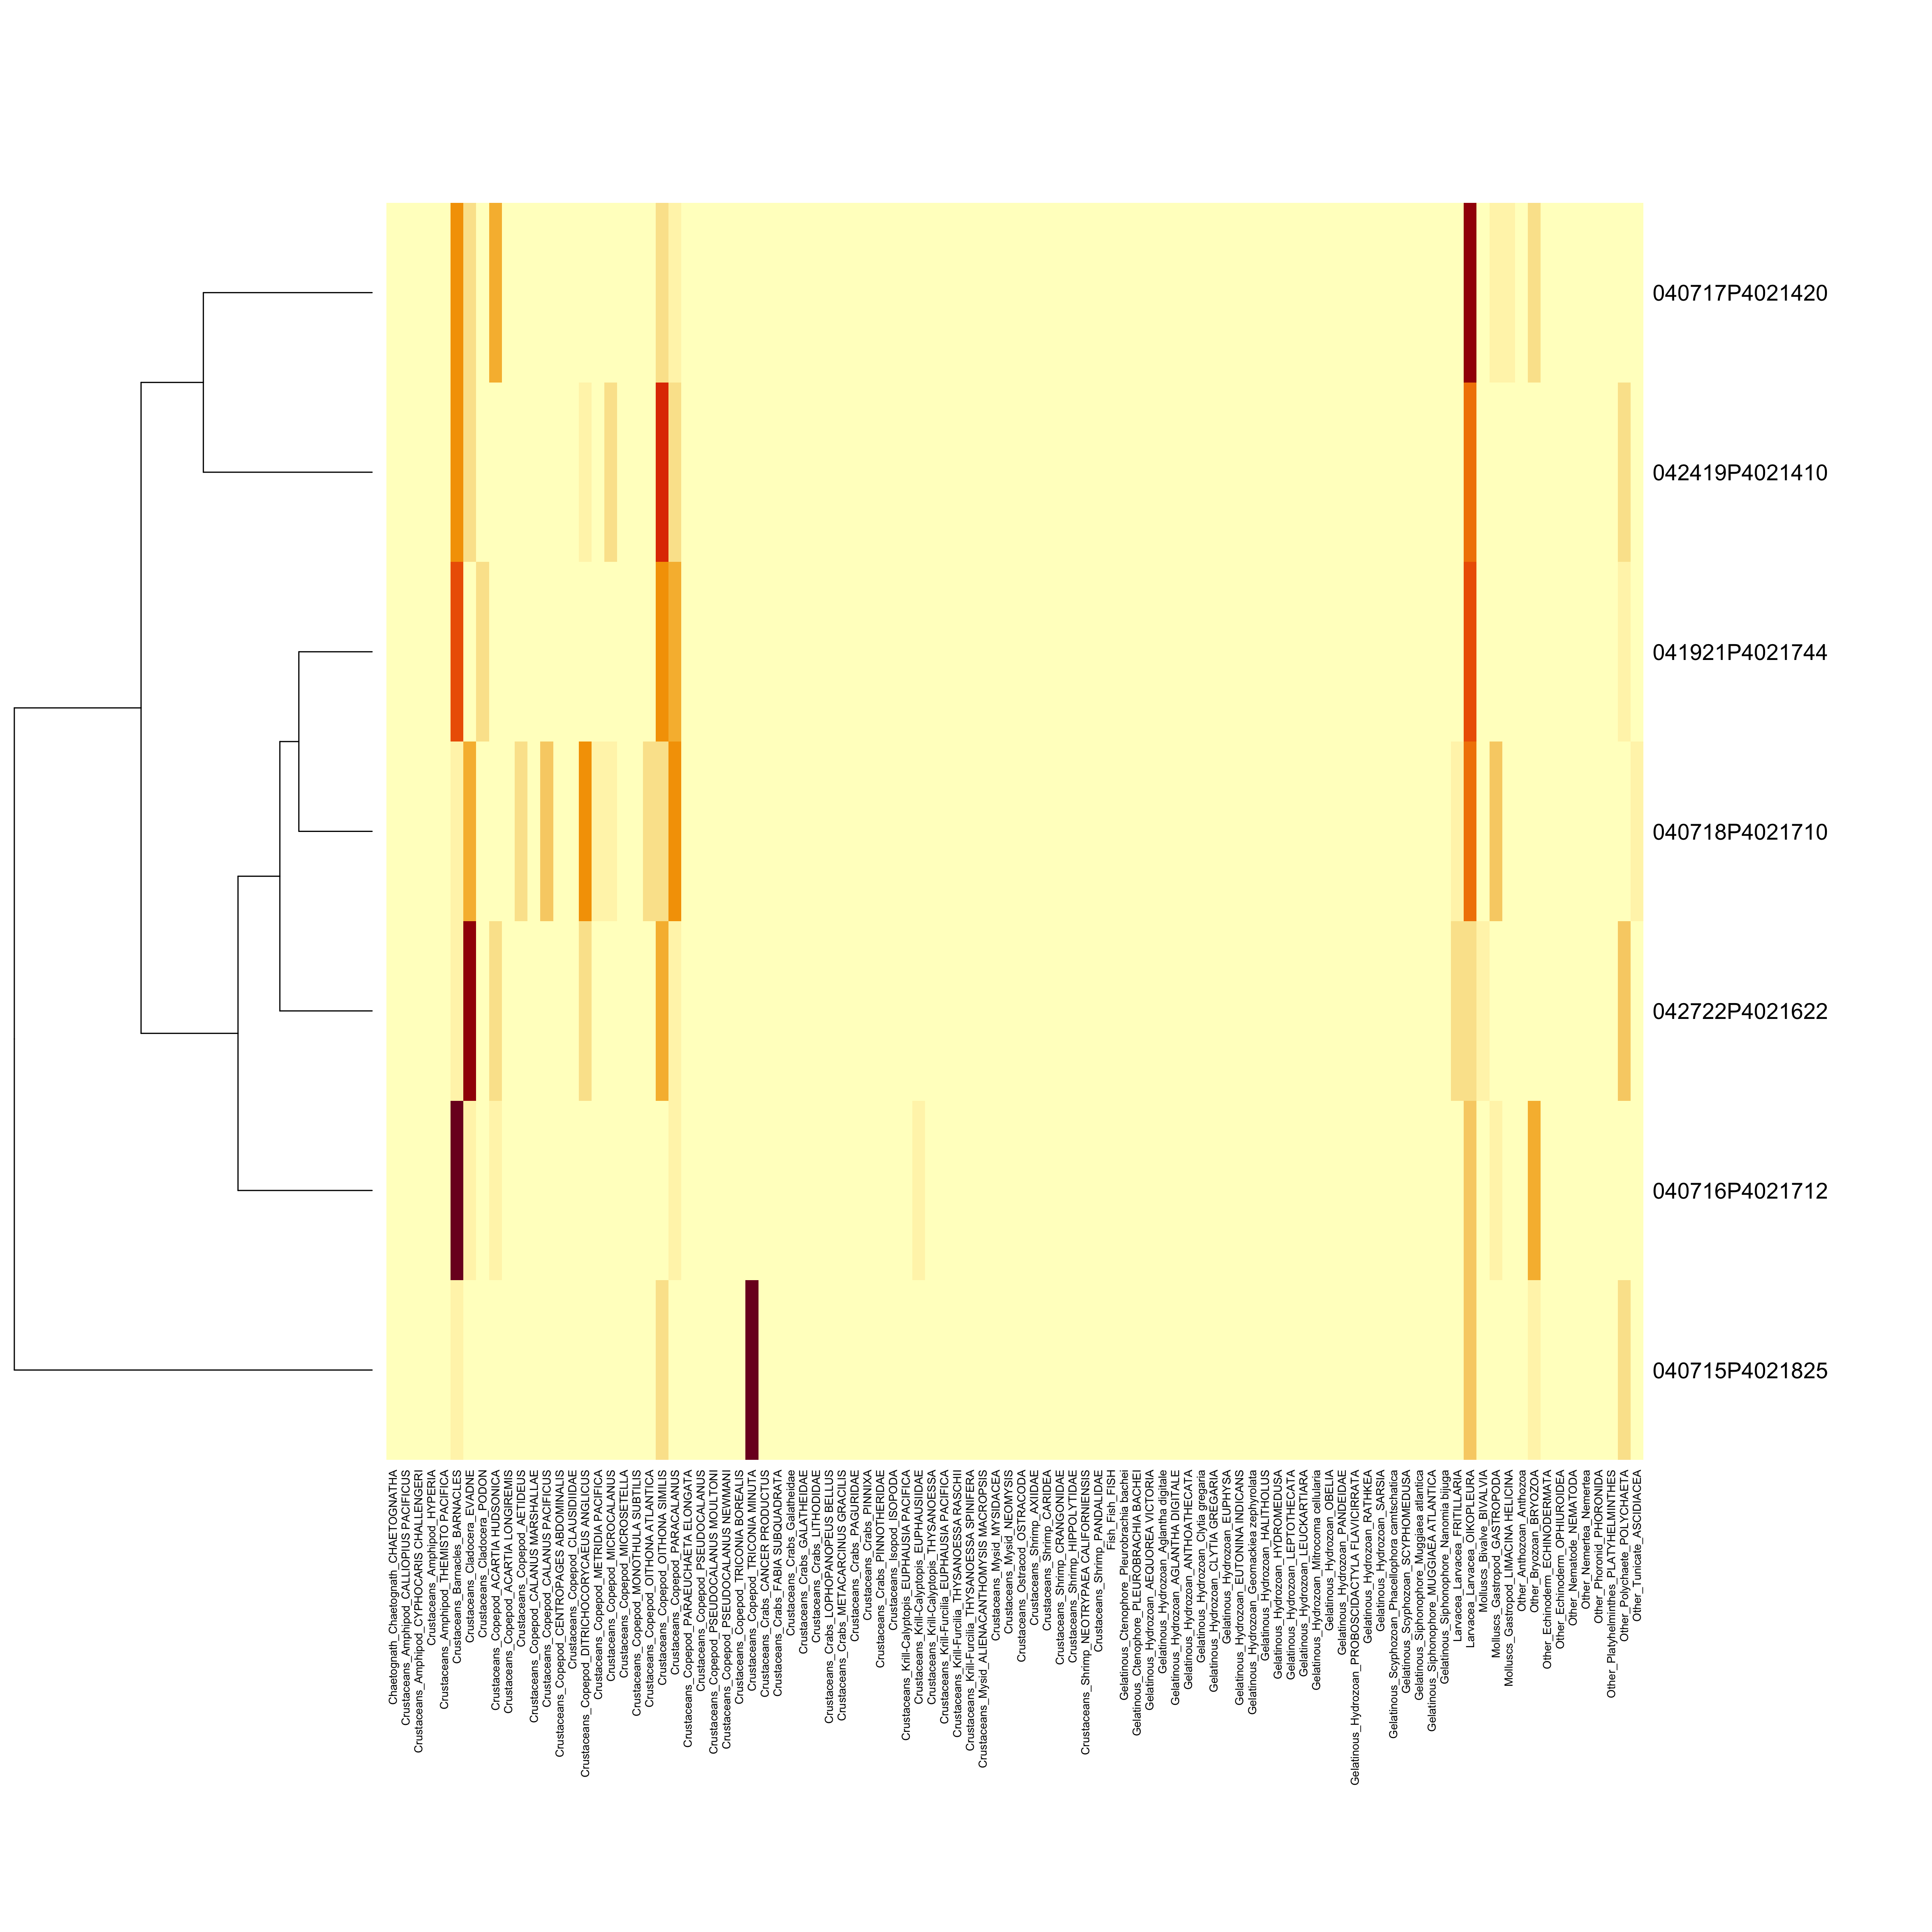 040717P4021420
042419P4021410
041921P4021744
040718P4021710
042722P4021622
040716P4021712
040715P4021825
Chaetognath_Chaetognath_CHAETOGNATHA
Crustaceans_Amphipod_CALLIOPIUS PACIFICUS
Crustaceans_Amphipod_CYPHOCARIS CHALLENGERI
Crustaceans_Amphipod_HYPERIA
Crustaceans_Amphipod_THEMISTO PACIFICA
Crustaceans_Barnacles_BARNACLES
Crustaceans_Cladocera_EVADNE
Crustaceans_Cladocera_PODON
Crustaceans_Copepod_ACARTIA HUDSONICA
Crustaceans_Copepod_ACARTIA LONGIREMIS
Crustaceans_Copepod_AETIDEUS
Crustaceans_Copepod_CALANUS MARSHALLAE
Crustaceans_Copepod_CALANUS PACIFICUS
Crustaceans_Copepod_CENTROPAGES ABDOMINALIS
Crustaceans_Copepod_CLAUSIDIIDAE
Crustaceans_Copepod_DITRICHOCORYCAEUS ANGLICUS
Crustaceans_Copepod_METRIDIA PACIFICA
Crustaceans_Copepod_MICROCALANUS
Crustaceans_Copepod_MICROSETELLA
Crustaceans_Copepod_MONOTHULA SUBTILIS
Crustaceans_Copepod_OITHONA ATLANTICA
Crustaceans_Copepod_OITHONA SIMILIS
Crustaceans_Copepod_PARACALANUS
Crustaceans_Copepod_PARAEUCHAETA ELONGATA
Crustaceans_Copepod_PSEUDOCALANUS
Crustaceans_Copepod_PSEUDOCALANUS MOULTONI
Crustaceans_Copepod_PSEUDOCALANUS NEWMANI
Crustaceans_Copepod_TRICONIA BOREALIS
Crustaceans_Copepod_TRICONIA MINUTA
Crustaceans_Crabs_CANCER PRODUCTUS
Crustaceans_Crabs_FABIA SUBQUADRATA
Crustaceans_Crabs_Galatheidae
Crustaceans_Crabs_GALATHEIDAE
Crustaceans_Crabs_LITHODIDAE
Crustaceans_Crabs_LOPHOPANOPEUS BELLUS
Crustaceans_Crabs_METACARCINUS GRACILIS
Crustaceans_Crabs_PAGURIDAE
Crustaceans_Crabs_PINNIXA
Crustaceans_Crabs_PINNOTHERIDAE
Crustaceans_Isopod_ISOPODA
Crustaceans_Krill-Calyptopis_EUPHAUSIA PACIFICA
Crustaceans_Krill-Calyptopis_EUPHAUSIIDAE
Crustaceans_Krill-Calyptopis_THYSANOESSA
Crustaceans_Krill-Furcilia_EUPHAUSIA PACIFICA
Crustaceans_Krill-Furcilia_THYSANOESSA RASCHII
Crustaceans_Krill-Furcilia_THYSANOESSA SPINIFERA
Crustaceans_Mysid_ALIENACANTHOMYSIS MACROPSIS
Crustaceans_Mysid_MYSIDACEA
Crustaceans_Mysid_NEOMYSIS
Crustaceans_Ostracod_OSTRACODA
Crustaceans_Shrimp_AXIIDAE
Crustaceans_Shrimp_CARIDEA
Crustaceans_Shrimp_CRANGONIDAE
Crustaceans_Shrimp_HIPPOLYTIDAE
Crustaceans_Shrimp_NEOTRYPAEA CALIFORNIENSIS
Crustaceans_Shrimp_PANDALIDAE
Fish_Fish_FISH
Gelatinous_Ctenophore_Pleurobrachia bachei
Gelatinous_Ctenophore_PLEUROBRACHIA BACHEI
Gelatinous_Hydrozoan_AEQUOREA VICTORIA
Gelatinous_Hydrozoan_Aglantha digitale
Gelatinous_Hydrozoan_AGLANTHA DIGITALE
Gelatinous_Hydrozoan_ANTHOATHECATA
Gelatinous_Hydrozoan_Clytia gregaria
Gelatinous_Hydrozoan_CLYTIA GREGARIA
Gelatinous_Hydrozoan_EUPHYSA
Gelatinous_Hydrozoan_EUTONINA INDICANS
Gelatinous_Hydrozoan_Geomackiea zephyrolata
Gelatinous_Hydrozoan_HALITHOLUS
Gelatinous_Hydrozoan_HYDROMEDUSA
Gelatinous_Hydrozoan_LEPTOTHECATA
Gelatinous_Hydrozoan_LEUCKARTIARA
Gelatinous_Hydrozoan_Mitrocoma cellularia
Gelatinous_Hydrozoan_OBELIA
Gelatinous_Hydrozoan_PANDEIDAE
Gelatinous_Hydrozoan_PROBOSCIDACTYLA FLAVICIRRATA
Gelatinous_Hydrozoan_RATHKEA
Gelatinous_Hydrozoan_SARSIA
Gelatinous_Scyphozoan_Phacellophora camtschatica
Gelatinous_Scyphozoan_SCYPHOMEDUSA
Gelatinous_Siphonophore_Muggiaea atlantica
Gelatinous_Siphonophore_MUGGIAEA ATLANTICA
Gelatinous_Siphonophore_Nanomia bijuga
Larvacea_Larvacea_FRITILLARIA
Larvacea_Larvacea_OIKOPLEURA
Molluscs_Bivalve_BIVALVIA
Molluscs_Gastropod_GASTROPODA
Molluscs_Gastropod_LIMACINA HELICINA
Other_Anthozoan_Anthozoa
Other_Bryozoan_BRYOZOA
Other_Echinoderm_ECHINODERMATA
Other_Echinoderm_OPHIUROIDEA
Other_Nematode_NEMATODA
Other_Nemertea_Nemertea
Other_Phoronid_PHORONIDA
Other_Platyhelminthes_PLATYHELMINTHES
Other_Polychaete_POLYCHAETA
Other_Tunicate_ASCIDIACEA